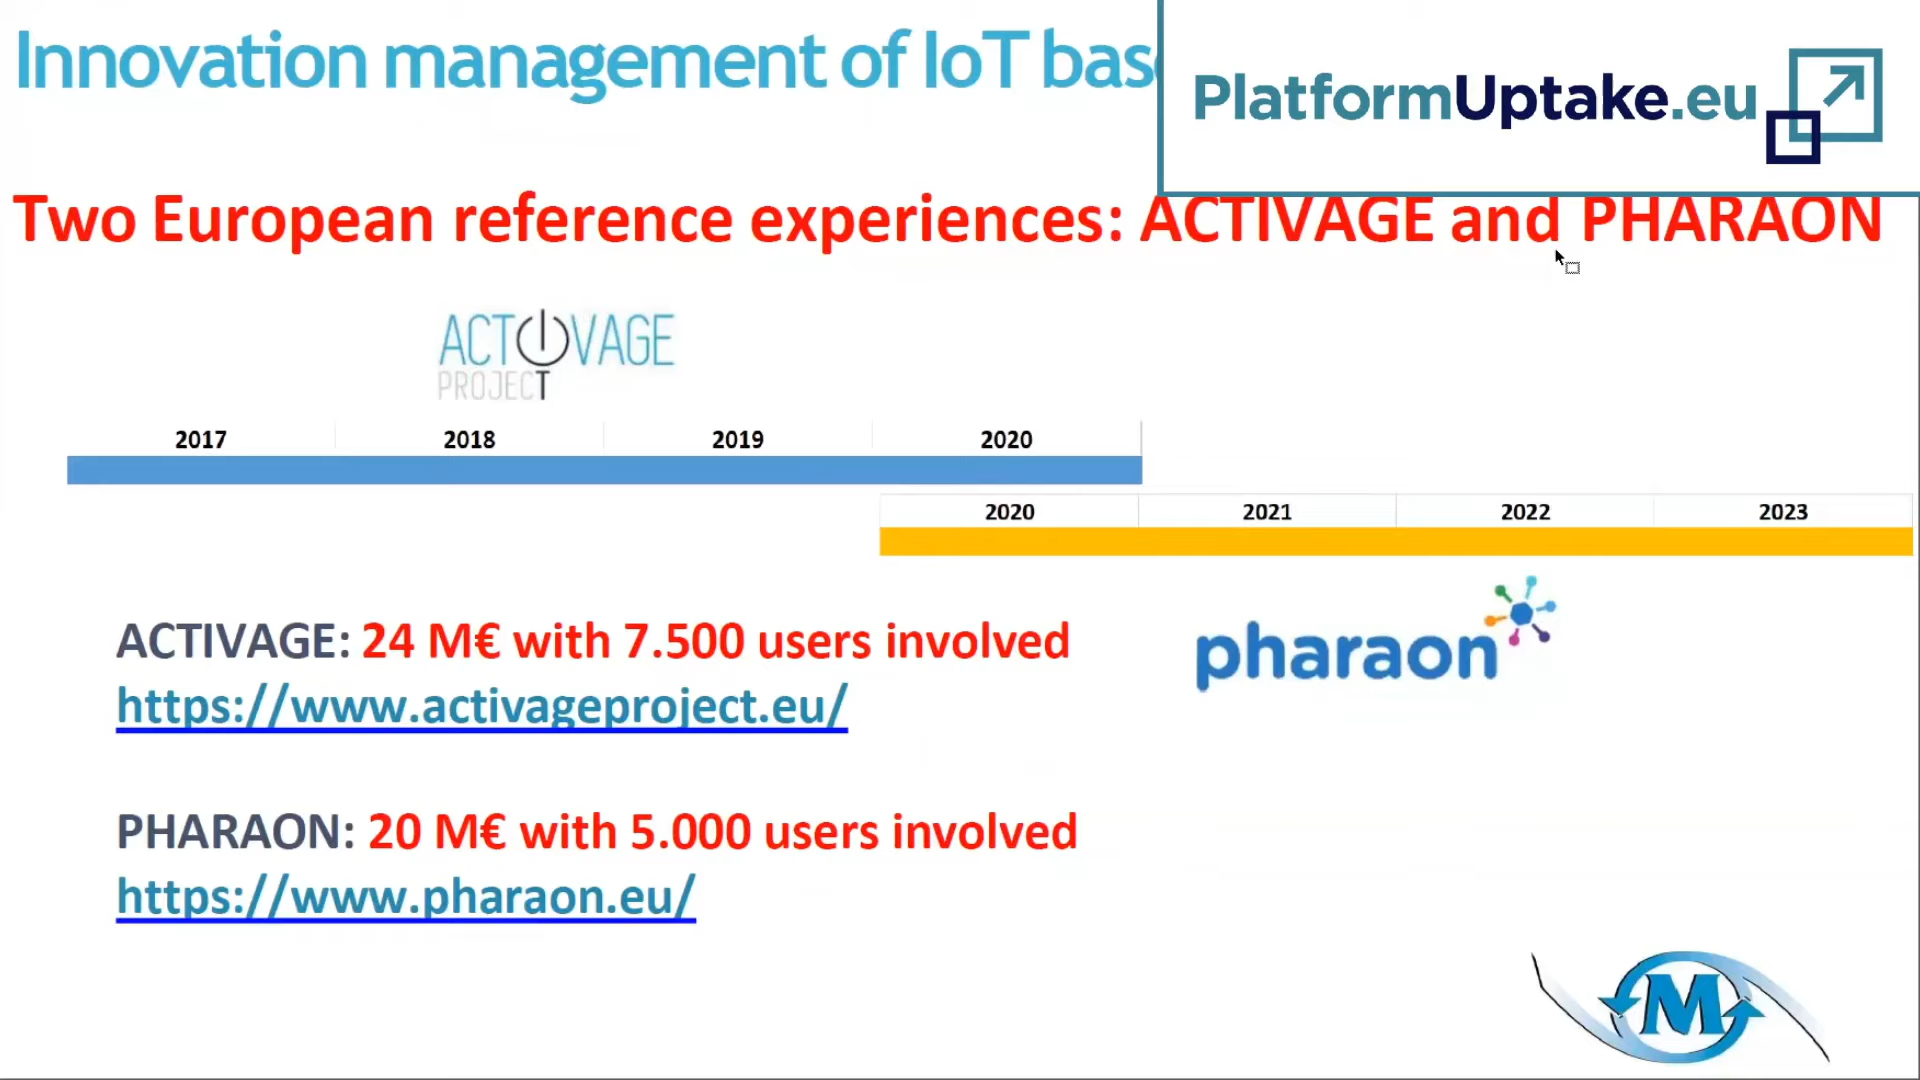 Innovation management of IoT bas
PlatformUptake.eu
Two European reference experiences: ACTIVAGE and PHARAON
ACTIVAGE
PROJECT
2017 2018 2019 2020
2020 2021 2022 2023
pharaon
ACTIVAGE: 24 M€ with 7.500 users involved
https://www.activageproject.eu/
PHARAON: 20 M€ with 5.000 users involved
https://www.pharaon.eu/
M